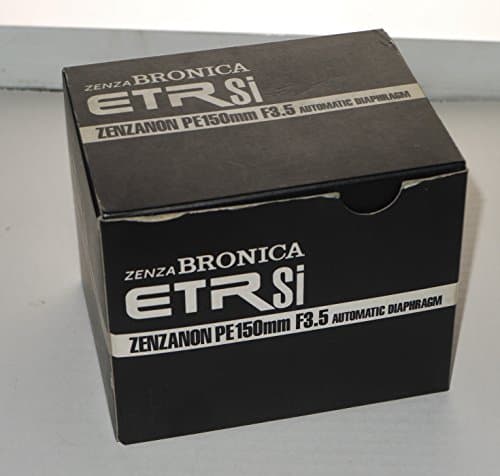 ZENZA BRONICA
ETRSi
ZENZANON PE150mm F3.5 AUTOMATIC DIAPHRAGM
ZENZA BRONICA
ETRSi
ZENZANON PE150mm F3.5 AUTOMATIC DIAPHRAGM